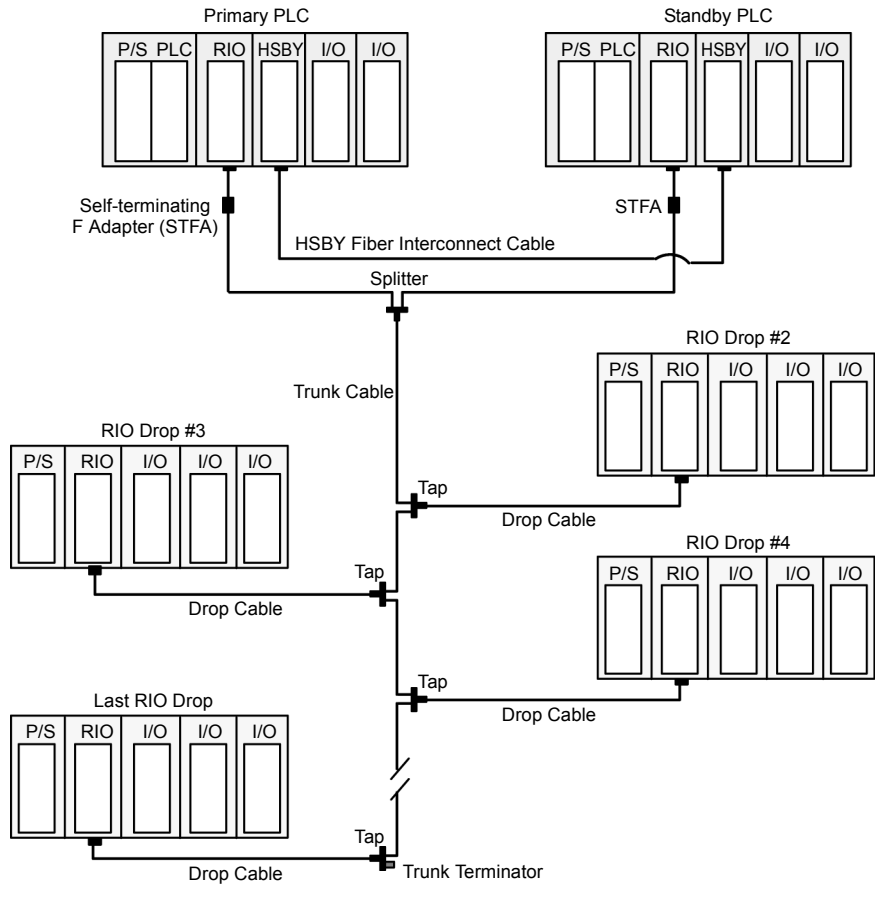 Primary PLC
Standby PLC
P/S PLC RIO HSBY I/O I/O
P/S PLC RIO HSBY I/O I/O
Self-terminating
F Adapter (STFA)
STFA
HSBY Fiber Interconnect Cable
Splitter
RIO Drop #2
P/S RIO I/O I/O I/O
Trunk Cable
RIO Drop #3
P/S RIO I/O I/O I/O
Tap
Drop Cable
RIO Drop #4
P/S RIO I/O I/O I/O
Tap
Drop Cable
Tap
Drop Cable
Last RIO Drop
P/S RIO I/O I/O I/O
Tap
Drop Cable
Trunk Terminator